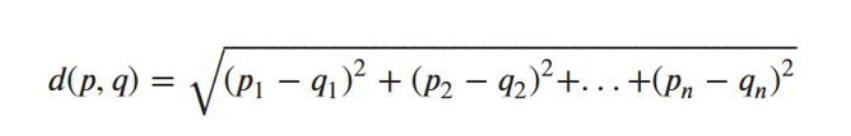 d(p, q) = √(p₁ − q₁)² + (p₂ − q₂)²+. . . +(pₙ − qₙ)²